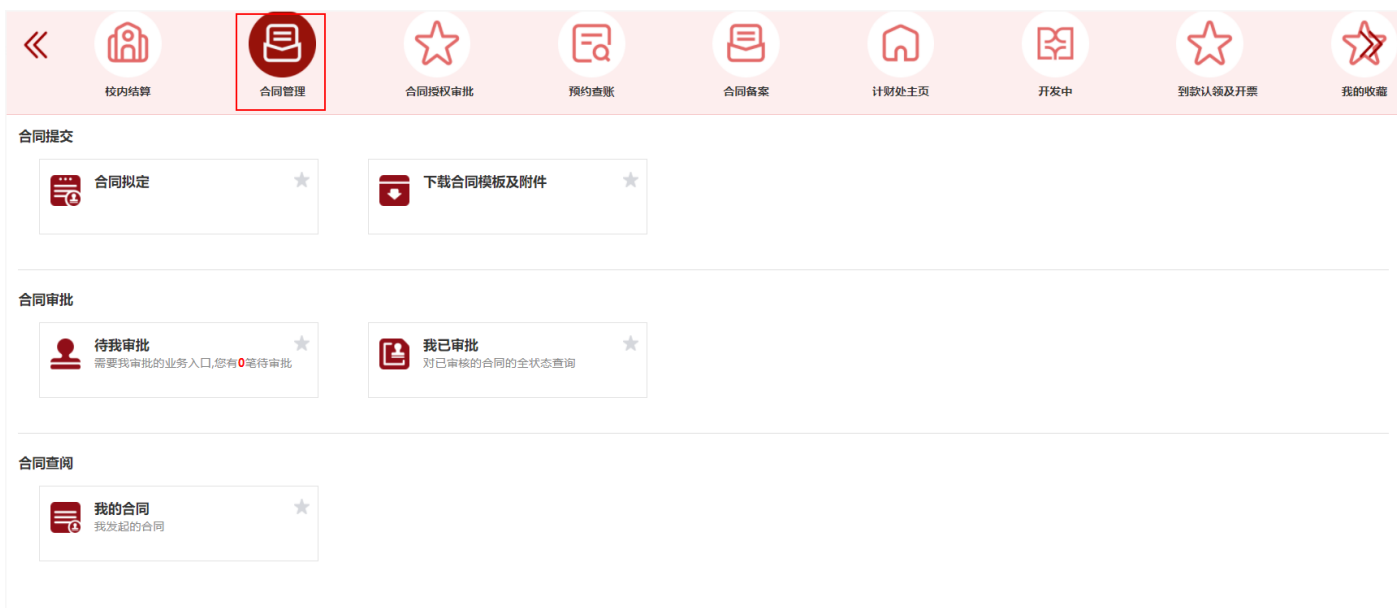 校内结算
合同管理
合同授权审批
预约查账
合同备案
计财处主页
开发中
到款认领及开票
我的收藏
合同提交
合同拟定
下载合同模板及附件
合同审批
待我审批
需要我审批的业务入口,您有0笔待审批
我已审批
对已审核的合同的全状态查询
合同查阅
我的合同
我发起的合同